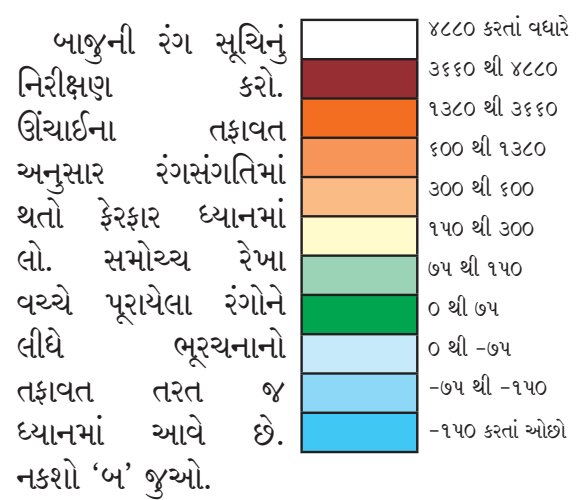 બાજુની રંગ સૂચિનું
નિરીક્ષણ કરો.
ઊંચાઈના તફાવત
અનુસાર રંગસંગતિમાં
થતો ફેરફાર ધ્યાનમાં
લો. સમોચ્ચ રેખા
વચ્ચે પૂરાયેલા રંગોને
લીધે ભૂરચનાનો
તફાવત તરત જ
ધ્યાનમાં આવે છે.
નકશો ‘બ’ જુઓ.
૪૮૮૦ કરતાં વધારે
૩૬૬૦ થી ૪૮૮૦
૧૩૮૦ થી ૩૬૬૦
૬૦૦ થી ૧૩૮૦
૩૦૦ થી ૬૦૦
૧૫૦ થી ૩૦૦
૭૫ થી ૧૫૦
૦ થી ૭૫
૦ થી -૭૫
-૭૫ થી -૧૫૦
-૧૫૦ કરતાં ઓછો